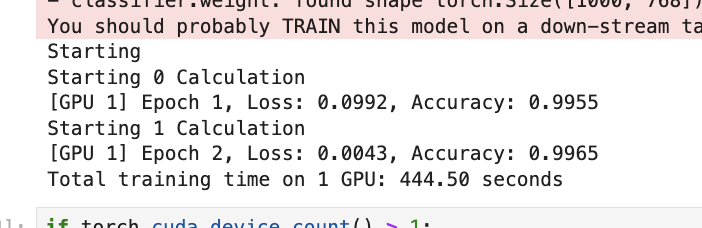 - classifier.weight: found shape torch.Size([1000, 768])
You should probably TRAIN this model on a down-stream ta
Starting
Starting 0 Calculation
[GPU 1] Epoch 1, Loss: 0.0992, Accuracy: 0.9955
Starting 1 Calculation
[GPU 1] Epoch 2, Loss: 0.0043, Accuracy: 0.9965
Total training time on 1 GPU: 444.50 seconds
if torch.cuda.device_count() > 1: